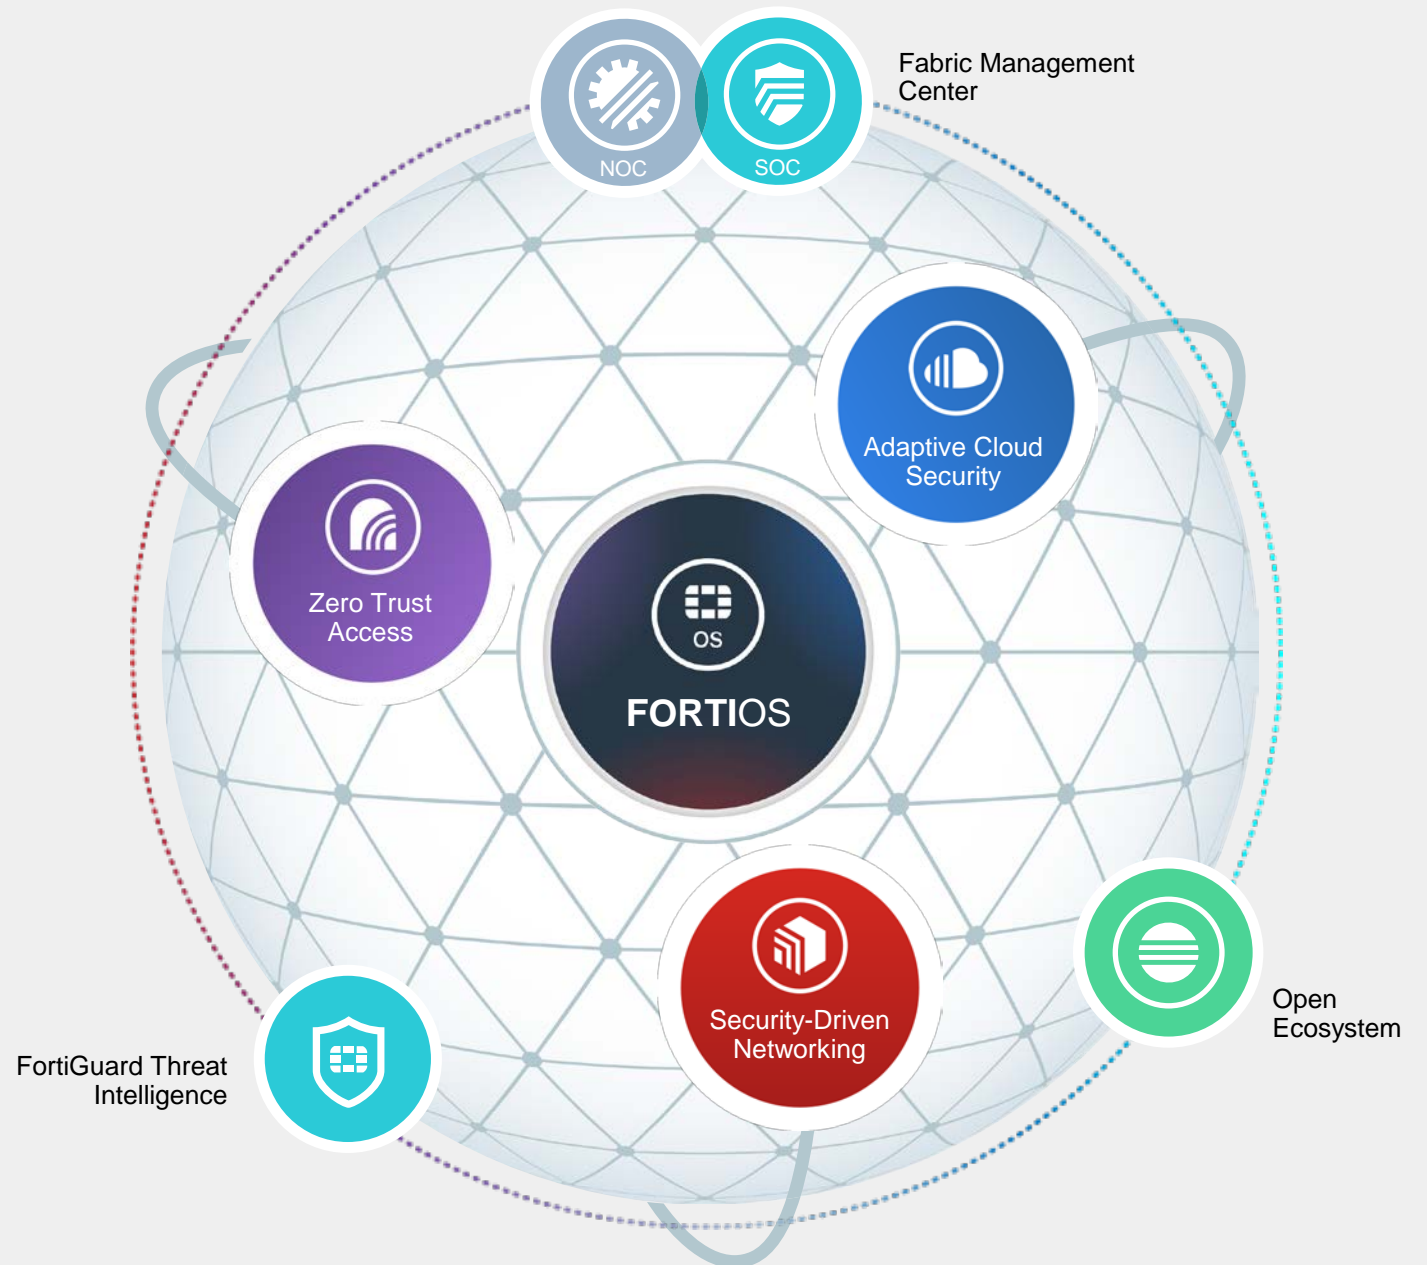 NOC
SOC
Fabric Management
Center
Adaptive Cloud
Security
Zero Trust
Access
OS
FORTIOS
Security-Driven
Networking
Open
Ecosystem
FortiGuard Threat
Intelligence